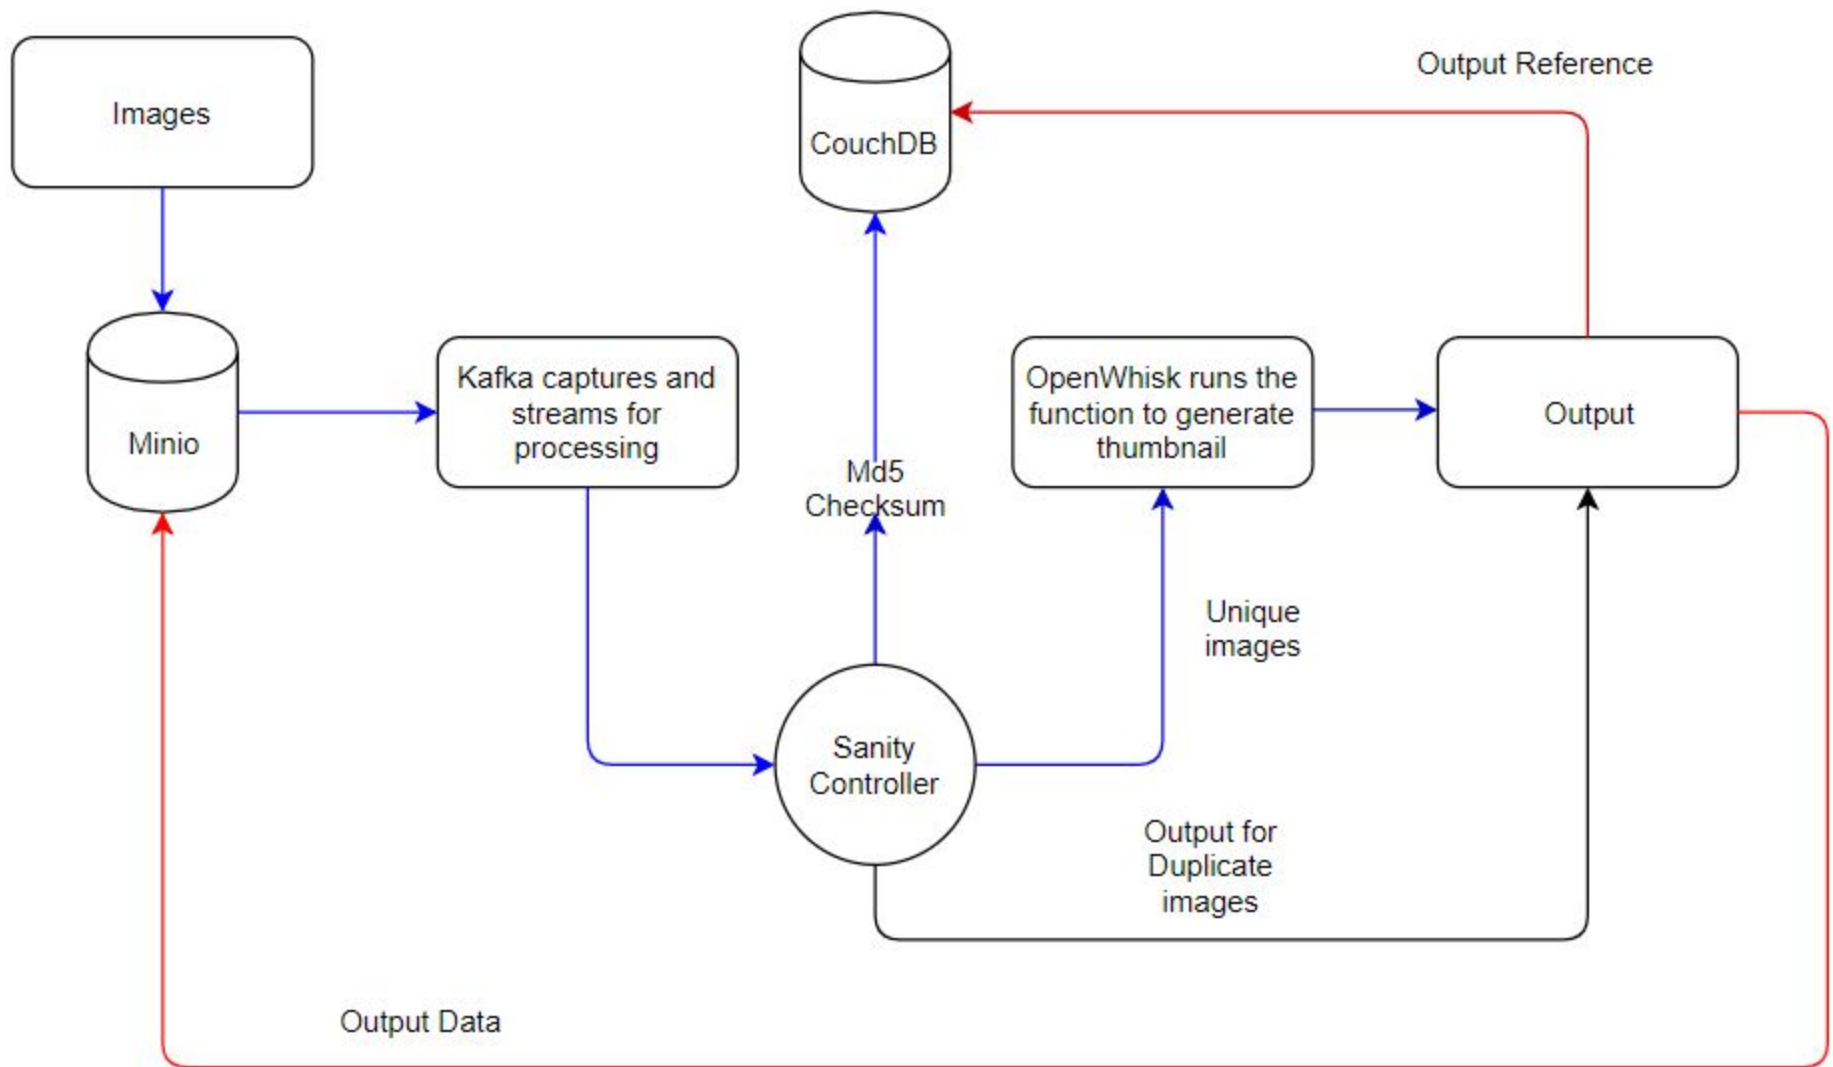 Images
CouchDB
Output Reference
Minio
Kafka captures and
streams for
processing
Md5
Checksum
OpenWhisk runs the
function to generate
thumbnail
Output
Unique
images
Sanity
Controller
Output for
Duplicate
images
Output Data